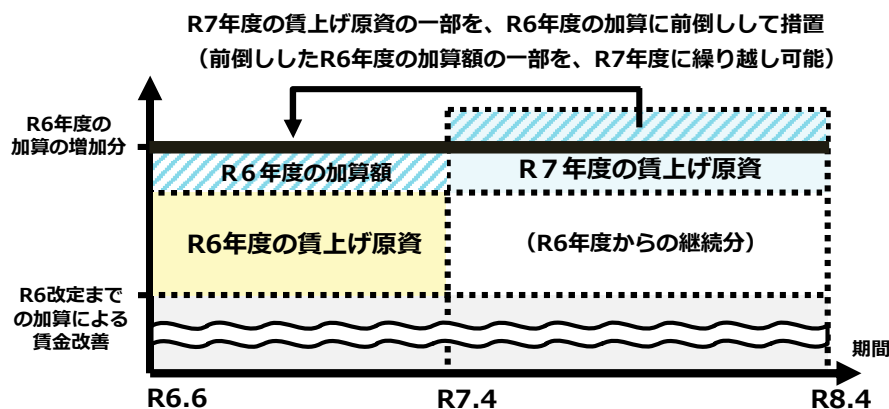 R7年度の賃上げ原資の一部を、R6年度の加算に前倒しして措置
（前倒ししたR6年度の加算額の一部を、R7年度に繰り越し可能）
R6年度の
加算の増加分
R６年度の加算額
R７年度の賃上げ原資
R6年度の賃上げ原資
（R6年度からの継続分）
R6改定まで
の加算による
賃金改善
期間
R6.6
R7.4
R8.4